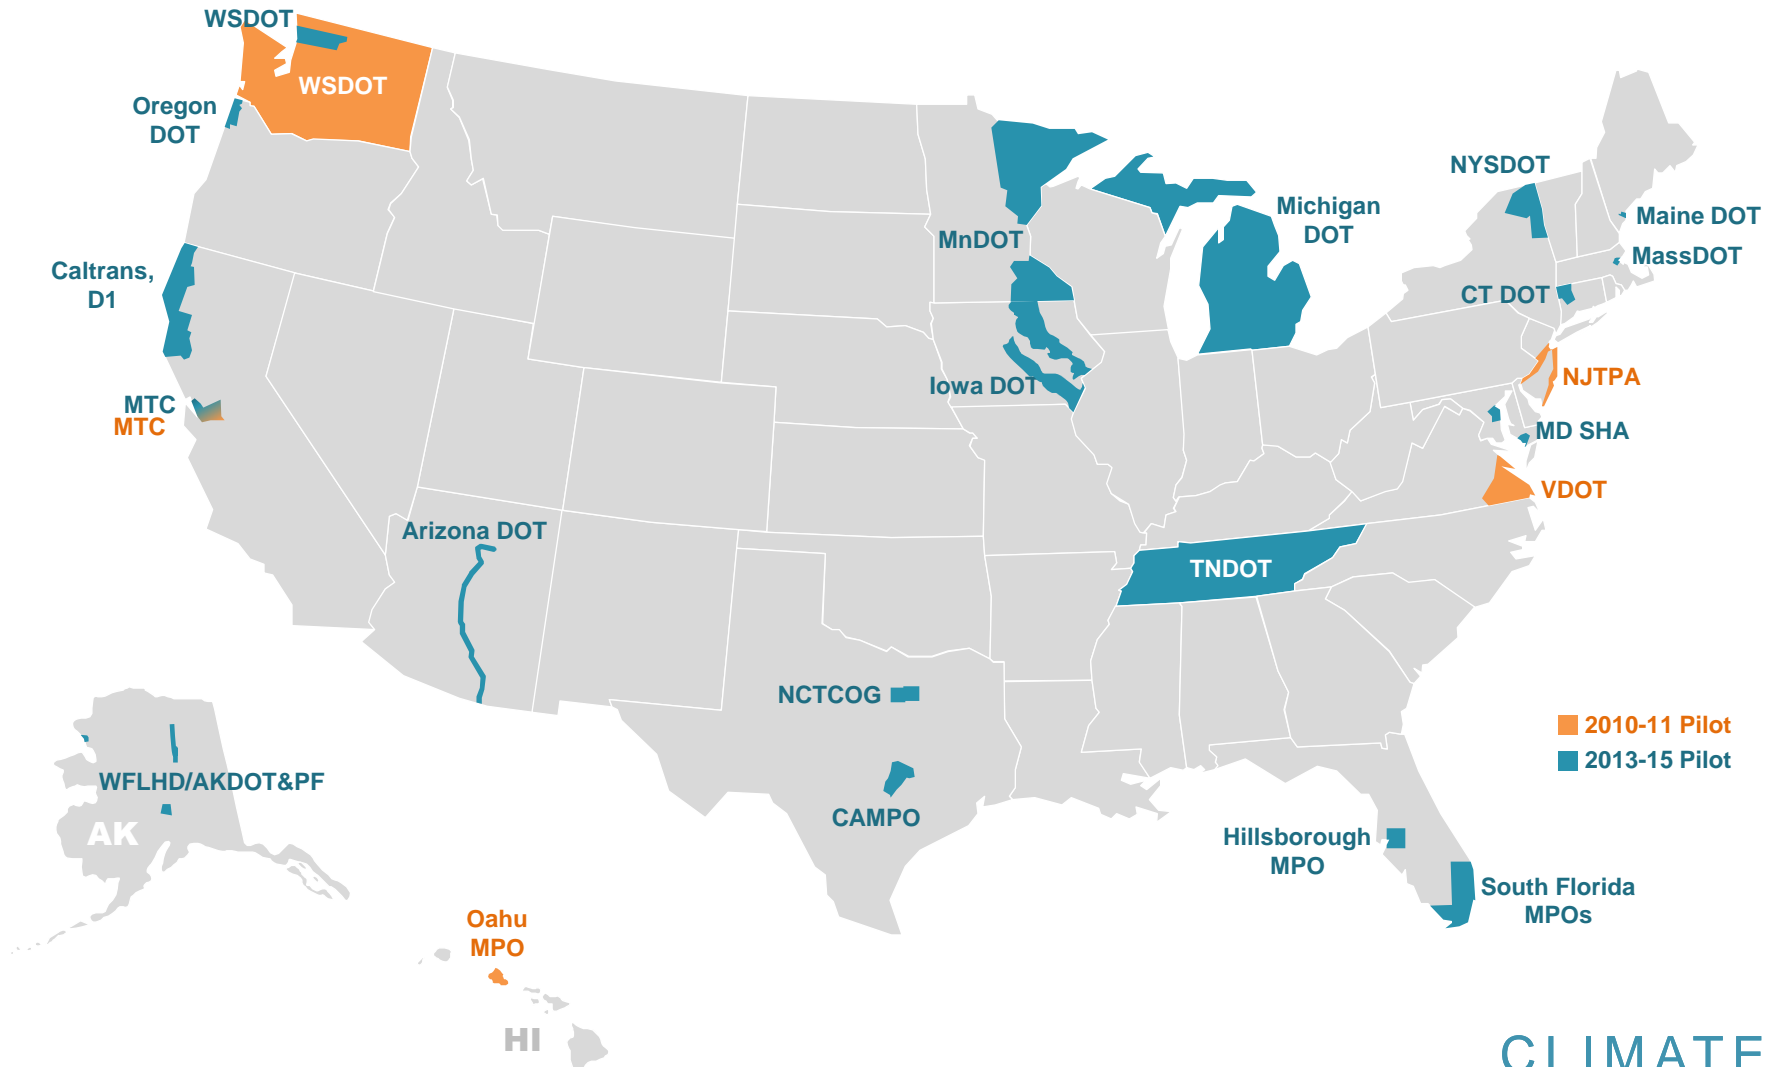 WSDOT
WSDOT
Oregon
DOT
NYSDOT
Michigan
DOT
Maine DOT
MnDOT
MassDOT
Caltrans,
D1
CT DOT
Iowa DOT
NJTPA
MTC
MTC
MD SHA
VDOT
Arizona DOT
TNDOT
NCTCOG
2010-11 Pilot
2013-15 Pilot
WFLHD/AKDOT&PF
CAMPO
AK
Hillsborough
MPO
South Florida
MPOs
Oahu
MPO
HI
CLIMATE